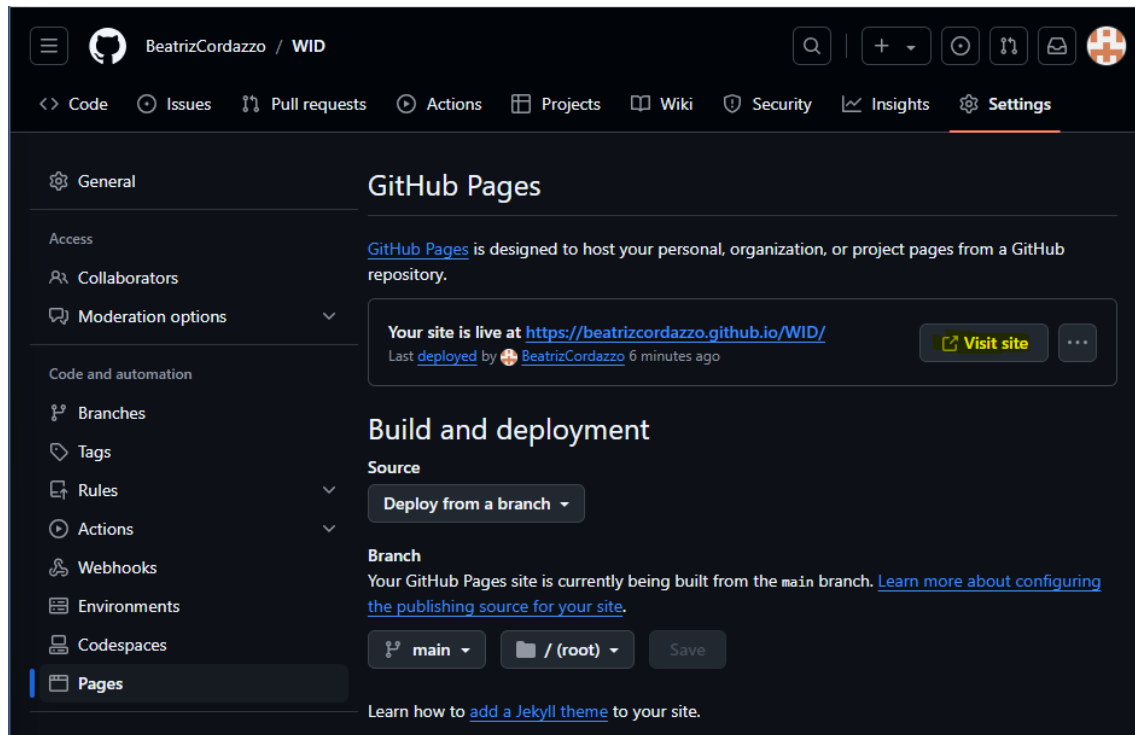 BeatrizCordazzo / WID
Code Issues Pull requests Actions Projects Wiki Security Insights Settings
General
Access
Collaborators
Moderation options
Code and automation
Branches
Tags
Rules
Actions
Webhooks
Environments
Codespaces
Pages
GitHub Pages
GitHub Pages is designed to host your personal, organization, or project pages from a GitHub
repository.
Your site is live at https://beatrizcordazzo.github.io/WID/
Last deployed by BeatrizCordazzo 6 minutes ago
Visit site
Build and deployment
Source
Deploy from a branch
Branch
Your GitHub Pages site is currently being built from the main branch. Learn more about configuring
the publishing source for your site.
main / (root) Save
Learn how to add a Jekyll theme to your site.